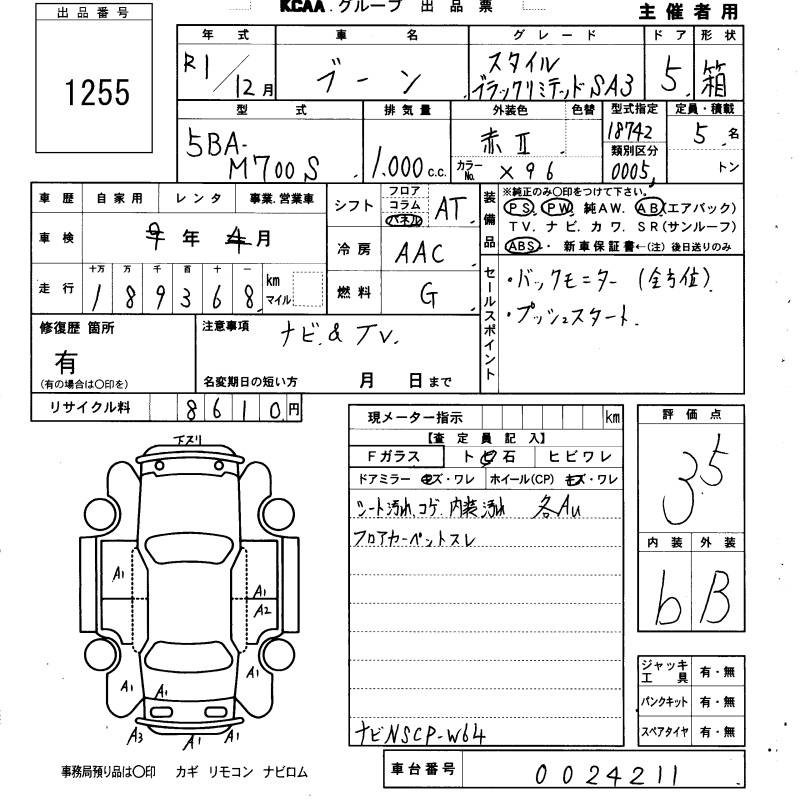 KCAA.グループ 出品票
主催者用
出品番号
1255
年式 車名 グレード ドア 形状
R1/12月 ブーン スタイル
ブラックリミテッドSA3 5 箱
型式 排気量 外装色 色替 型式指定 定員・積載
5BA-
M700S 1.000c.c. 赤II 18742 5名
カラーNo. X96 類別区分 0005 トン
車歴 自家用 レンタ 事業.営業車
車検 年 月
走行 十万 万 千 百 十 一
189368 km
マイル
シフト フロア
コラム
パネル AT
冷房 AAC
燃料 G
装備品 ※純正のみ〇印をつけて下さい。
PS. PW. 純AW. AB(エアバック)
TV. ナビ. カワ. SR(サンルーフ)
ABS・・新車保証書←(注)後日送りのみ
セールスポイント
・バックモニター (全方位)
・プッシュスタート.
修復歴 箇所
有
(有の場合は〇印を)
注意事項
ナビ.&TV.
名変期日の短い方 月 日まで
リサイクル料 8610円
現メーター指示 km
【査定員記入】
Fガラス ト ビ 石 ヒビワレ
ドアミラー キズ・ワレ ホイール(CP) キズ・ワレ
シート汚れ、コゲ. 内装汚れ 各AU
フロアカーペットスレ
ナビNSCP-W64
評価点
3.5
内装 外装
b B
下スリ
A1
A1
A2
A1 A1 A1
A3 A1 A1
ジャッキ
工具 有・無
パンクキット 有・無
スペアタイヤ 有・無
事務局預り品は〇印 カギ リモコン ナビロム
車台番号 0024211